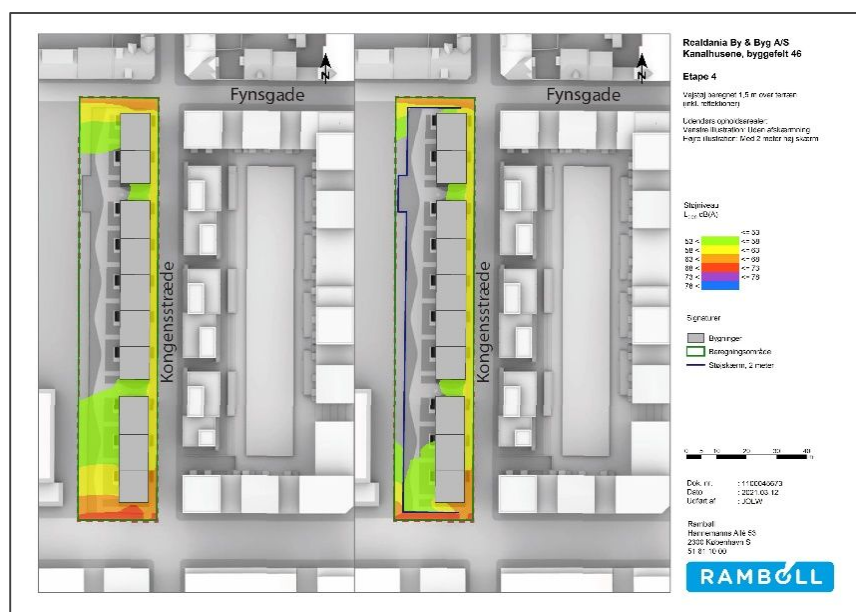 Fynsgade
Kongensstræde
N
Fynsgade
Kongensstræde
N
Realdania By & Byg A/S
Kanalhusene, byggefelt 46
Etape 4
Vejstøj beregnet 1,5 m over terræn
(inkl. reflektioner)
Udendørs opholdsarealer:
Venstre illustration: Uden afskærmning
Højre illustration: Med 2 meter høj skærm
Støjniveau
dB(A)
<= 53
53 < <= 58
58 < <= 63
63 < <= 68
68 < <= 73
73 < <= 78
78 <
Signaturer
Bygninger
Beregningsområde
Støjskærm, 2 meter
0 5 10 20 30 40
m
Dok. nr. : 1100046673
Dato : 2021.03.12
Udført af : JOLW
Rambøll
Hannemanns Allé 53
2300 København S
51 61 10 00
RAMBOLL